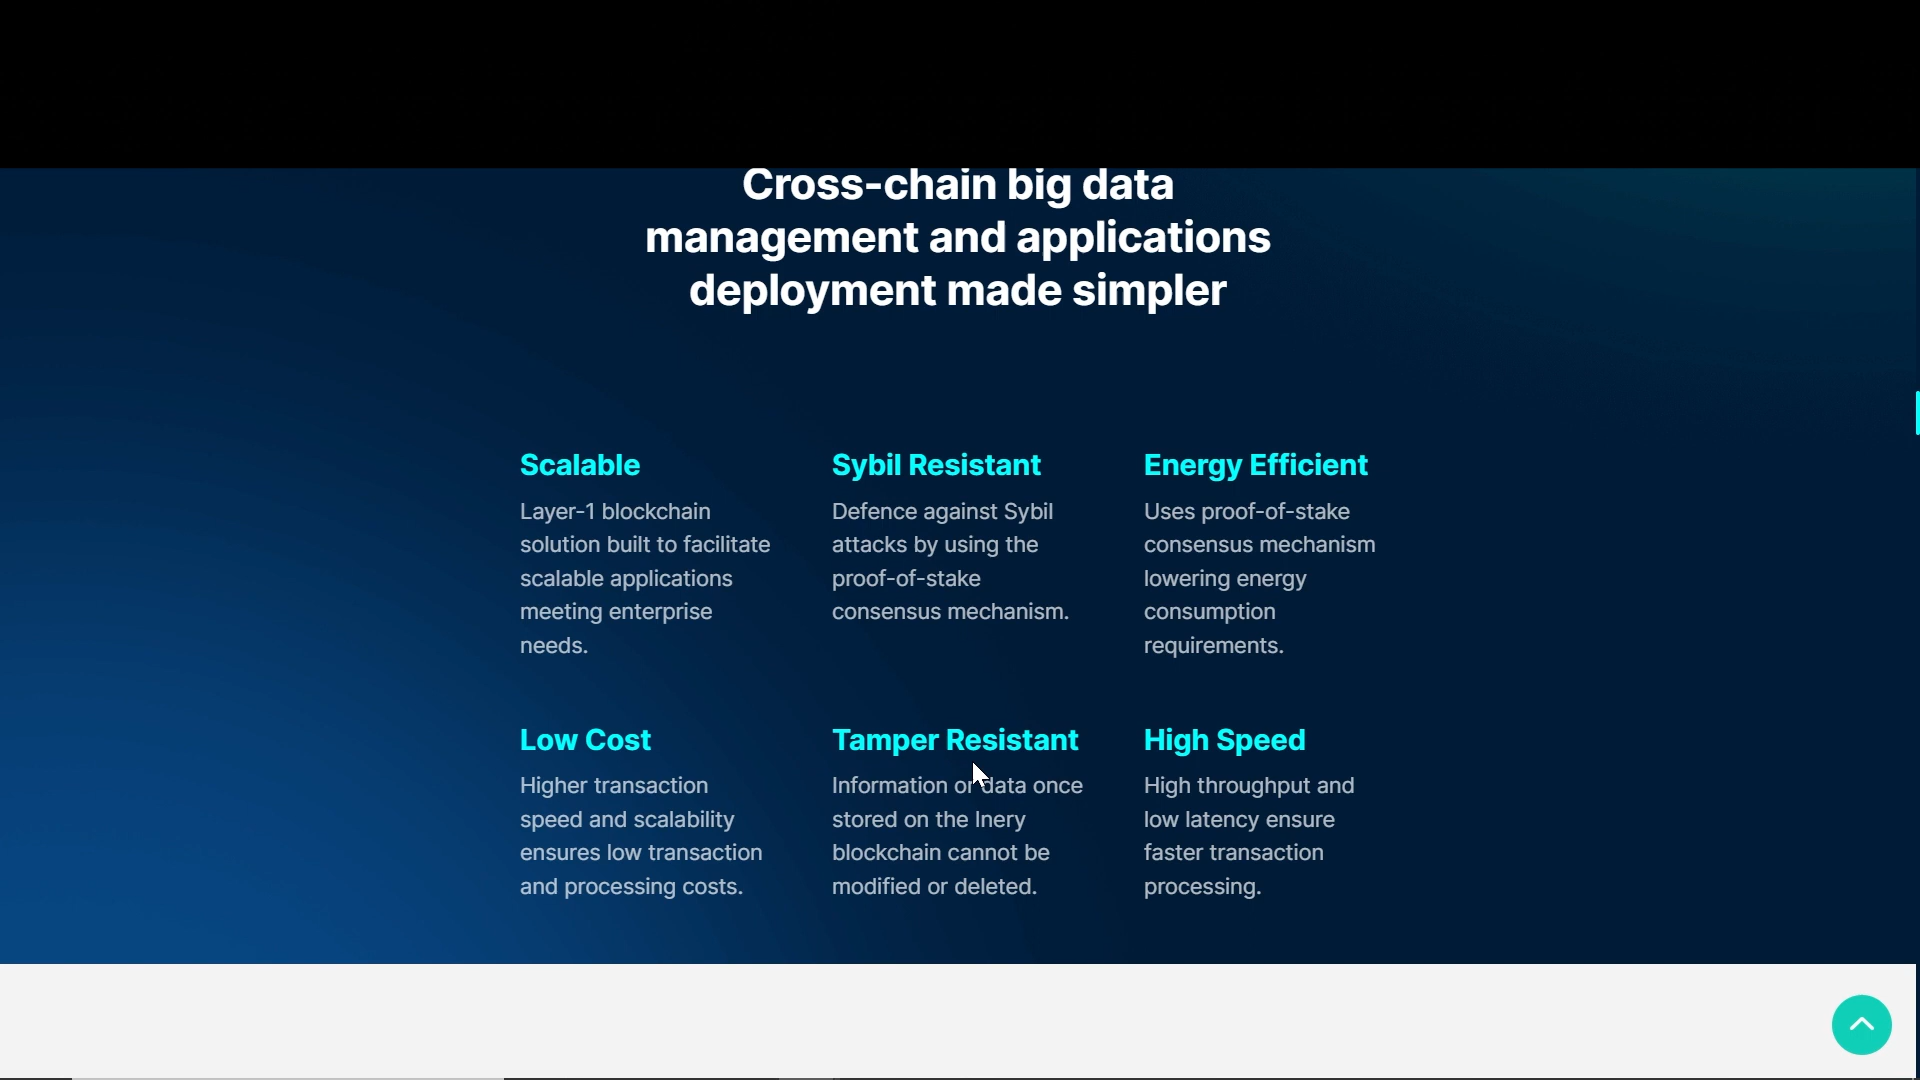 Cross-chain big data
management and applications
deployment made simpler
Scalable
Layer-1 blockchain
solution built to facilitate
scalable applications
meeting enterprise
needs.
Sybil Resistant
Defence against Sybil
attacks by using the
proof-of-stake
consensus mechanism.
Energy Efficient
Uses proof-of-stake
consensus mechanism
lowering energy
consumption
requirements.
Low Cost
Higher transaction
speed and scalability
ensures low transaction
and processing costs.
Tamper Resistant
Information or data once
stored on the Inery
blockchain cannot be
modified or deleted.
High Speed
High throughput and
low latency ensure
faster transaction
processing.